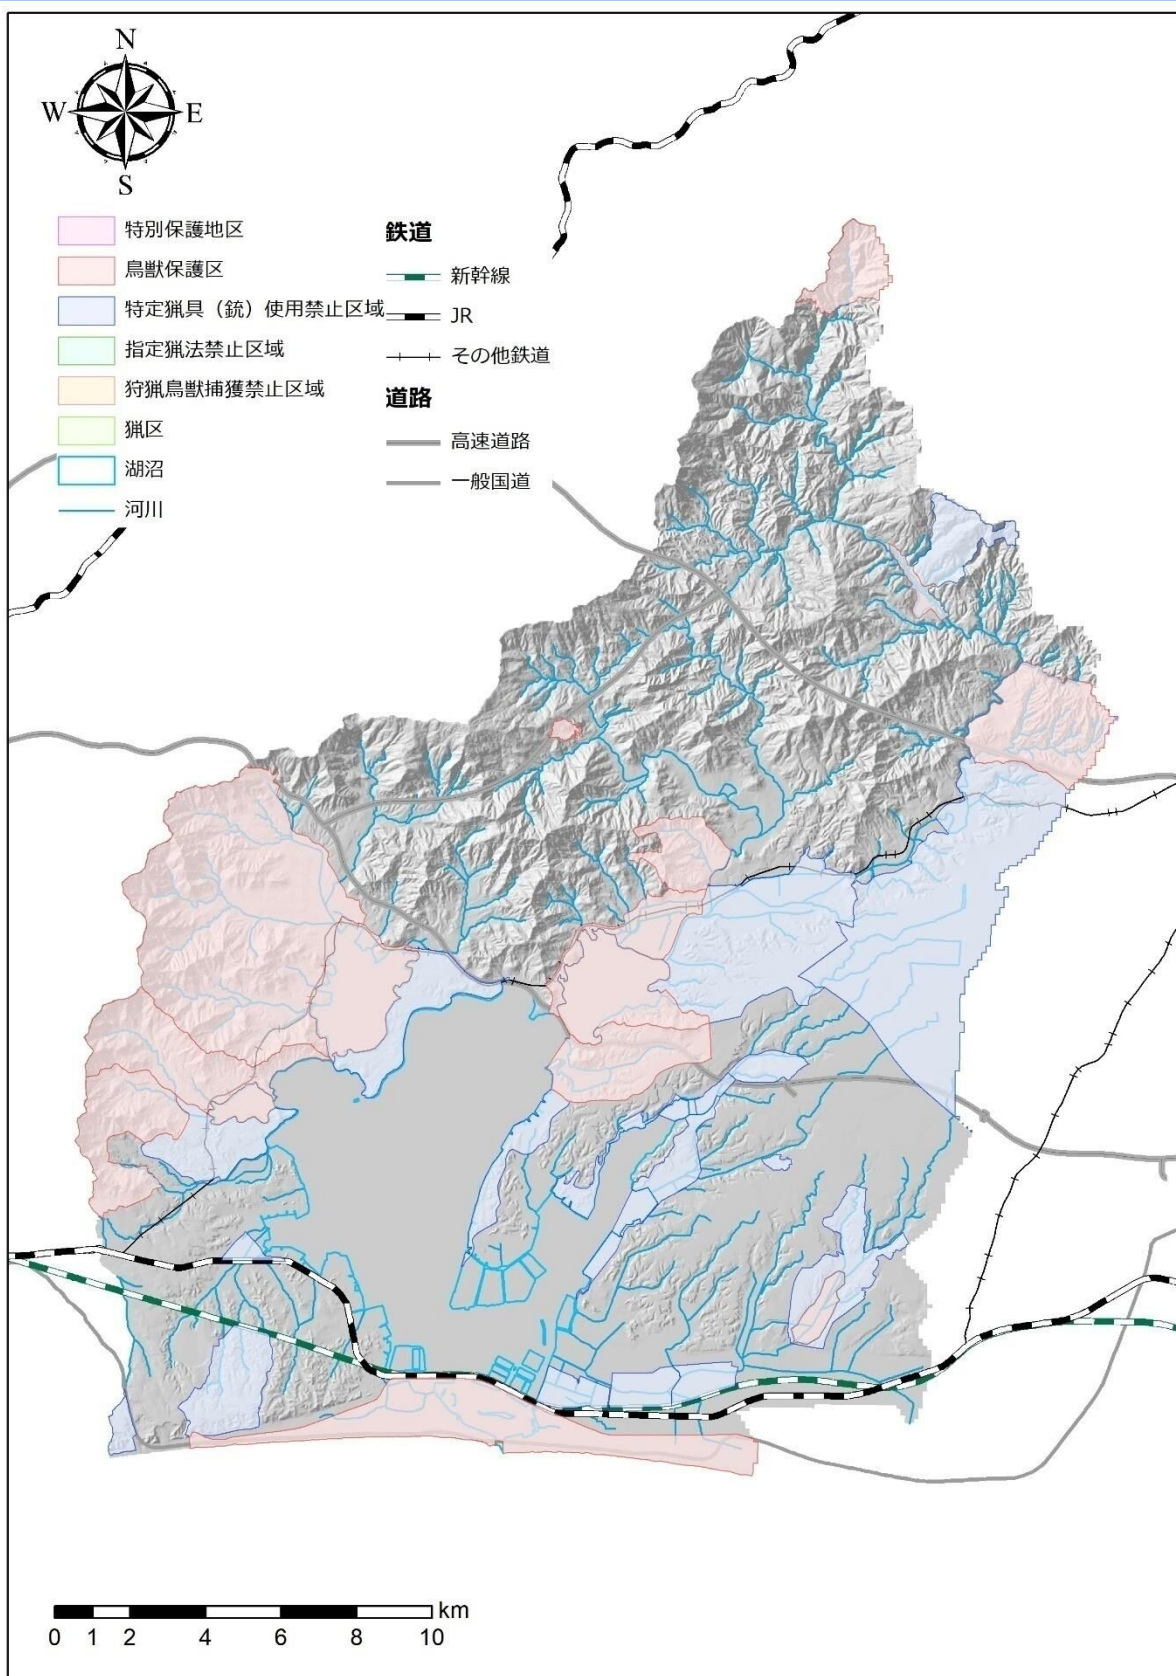 N
W E
S
特別保護地区
鳥獣保護区
特定猟具（銃）使用禁止区域
指定猟法禁止区域
狩猟鳥獣捕獲禁止区域
猟区
湖沼
河川
鉄道
新幹線
JR
その他鉄道
道路
高速道路
一般国道
km
0 1 2 4 6 8 10